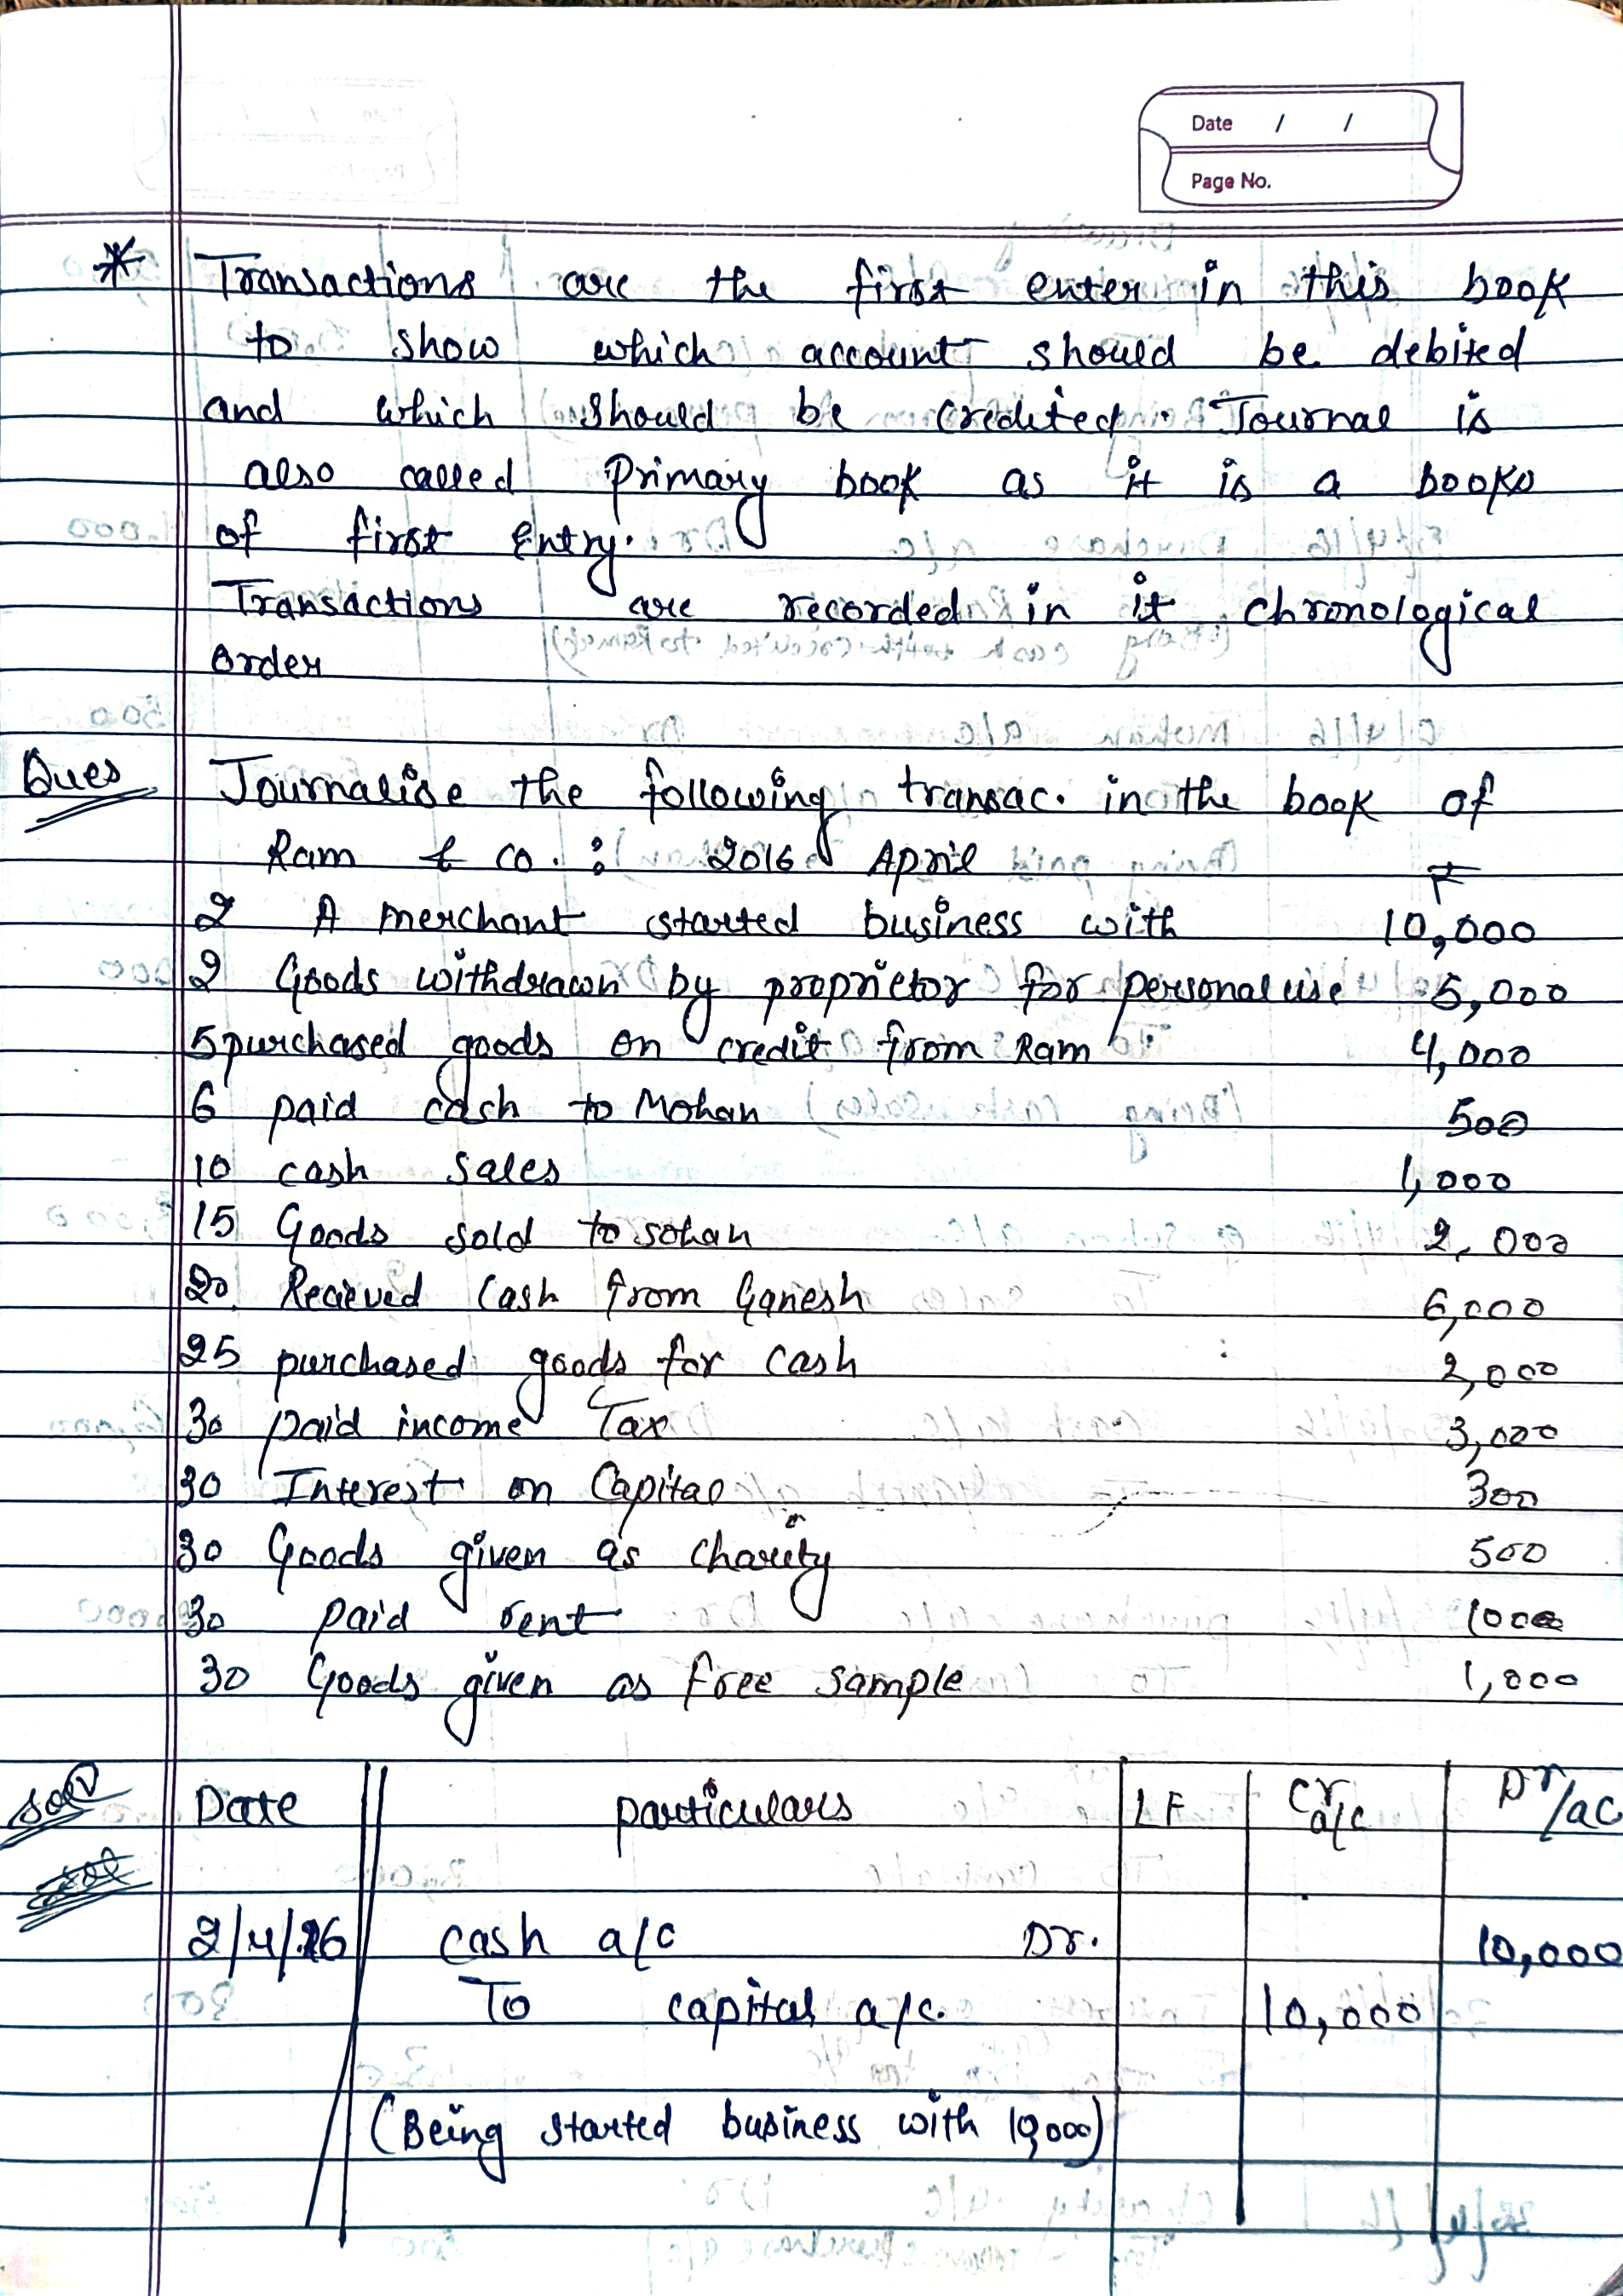 Date / /
Page No.
* Transactions are the first enter in this book
to show which account should be debited
and which should be credited. Journal is
also called Primary book as it is a books
of first Entry.
Transactions are recorded in it chronological
order
Ques Journalise the following transac. in the book of
Ram & co. : 2016 April ₹
2 A merchant started business with 10,000
2 Goods withdrawn by proprietor for personal use 5,000
5 purchased goods on credit from Ram 4,000
6 paid cash to Mohan 500
10 cash sales 1,000
15 Goods sold to sohan 2,000
20. Recieved Cash from Ganesh 6,000
25 purchased goods for cash 2,000
30 paid income Tax 3,000
30 Interest on Capital 300
30 Goods given as charity 500
30 paid rent 1000
30 Goods given as free sample 1,000
Date particulars LF Cr a/c Dr/ac
2/4/16 cash a/c Dr. 10,000
To capital a/c. 10,000
(Being started business with 10,000)